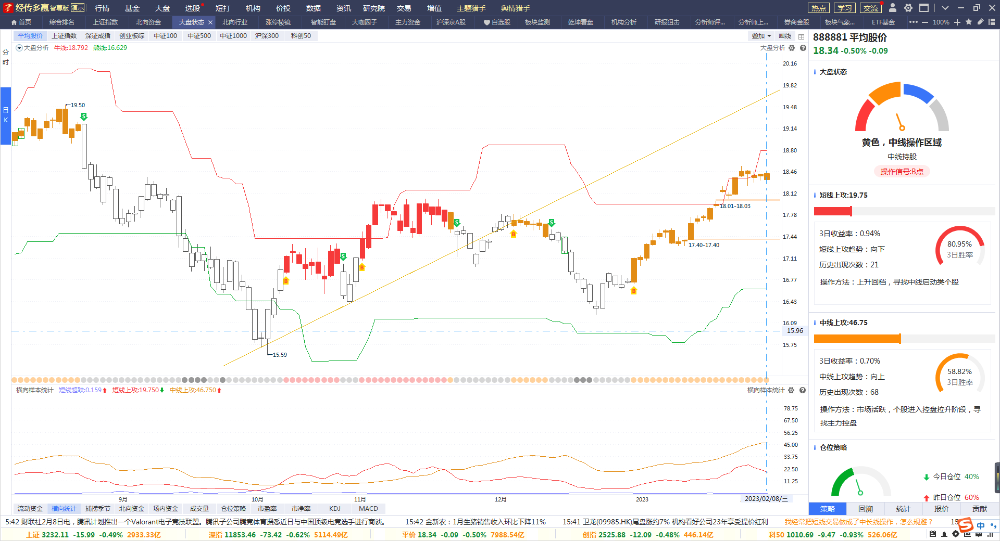 经传多赢 智尊版 演示 行情 基金 大盘 选股 短打 机构 价投 数据 资讯 研究院 交易 增值 主题猎手 舆情猎手 热点 学习 交流
首页 综合排名 上证指数 北向资金 大盘状态 × 北向行业 涨停棱镜 智能盯盘 大咖圈子 主力资金 沪深京A股 自选股 板块监测 乾坤看盘 机构分析 研报狙击 分析师评... 分析师上... 券商金股 板块气象... ETF基金 ••• — 100% +
平均股价 上证指数 深证成指 创业板综 中证100 中证500 中证1000 沪深300 科创50 叠加 画线
大盘分析 牛线:18.792 熊线:16.629 大盘分析
分时
日K
20.16
19.82
19.48
19.14
18.80
18.46
18.12
17.78
17.44
17.11
16.77
16.43
16.09
15.96
15.75
19.50
S
S
S
S
B
B
B
B
15.59
18.01-18.03
17.40-17.40
横向样本统计 短线超跌:0.159 短线上攻:19.750 中线上攻:46.750 横向样本统计
78.75
67.50
56.25
45.00
33.75
22.50
11.25
9月 10月 11月 12月 2023 2023/02/08/三
流动资金 横向统计 捕捞季节 北向资金 场内资金 成交量 仓位策略 市盈率 市净率 KDJ MACD
888881 平均股价
18.34 -0.50% -0.09
大盘状态
黄色，中线操作区域
中线持股
操作信号:B点
短线上攻:19.75
3日收益率：0.94%
短线上攻趋势：向下
历史出现次数：21
80.95%
3日胜率
操作方法：上升回档，寻找中线启动类个股
中线上攻:46.75
3日收益率：0.70%
中线上攻趋势：向上
历史出现次数：68
58.82%
3日胜率
操作方法：市场活跃，个股进入控盘拉升阶段，寻
找主力控盘
仓位策略
今日仓位 40%
昨日仓位 60%
策略 回溯 统计 报价 贡献
5:42 财联社2月8日电，腾讯计划推出一个Valorant电子竞技联盟。腾讯子公司腾竞体育据悉近日与中国顶级电竞选手进行商谈。 15:42 金新农：1月生猪销售收入环比下降11% 15:41 卫龙(09985.HK)尾盘涨约7% 机构看好公司23年享受提价红利 我经常把短线交易做成了中长线操作，怎么规避？ 15
上证 3232.11 -15.99 -0.49% 2933.33亿 深指 11853.46 -73.42 -0.62% 5114.49亿 平价 18.34 -0.09 -0.50% 7988.54亿 创指 2525.88 -12.09 -0.48% 446.14亿 科50 1010.69 -9.47 -0.93% 526.06亿
S 中